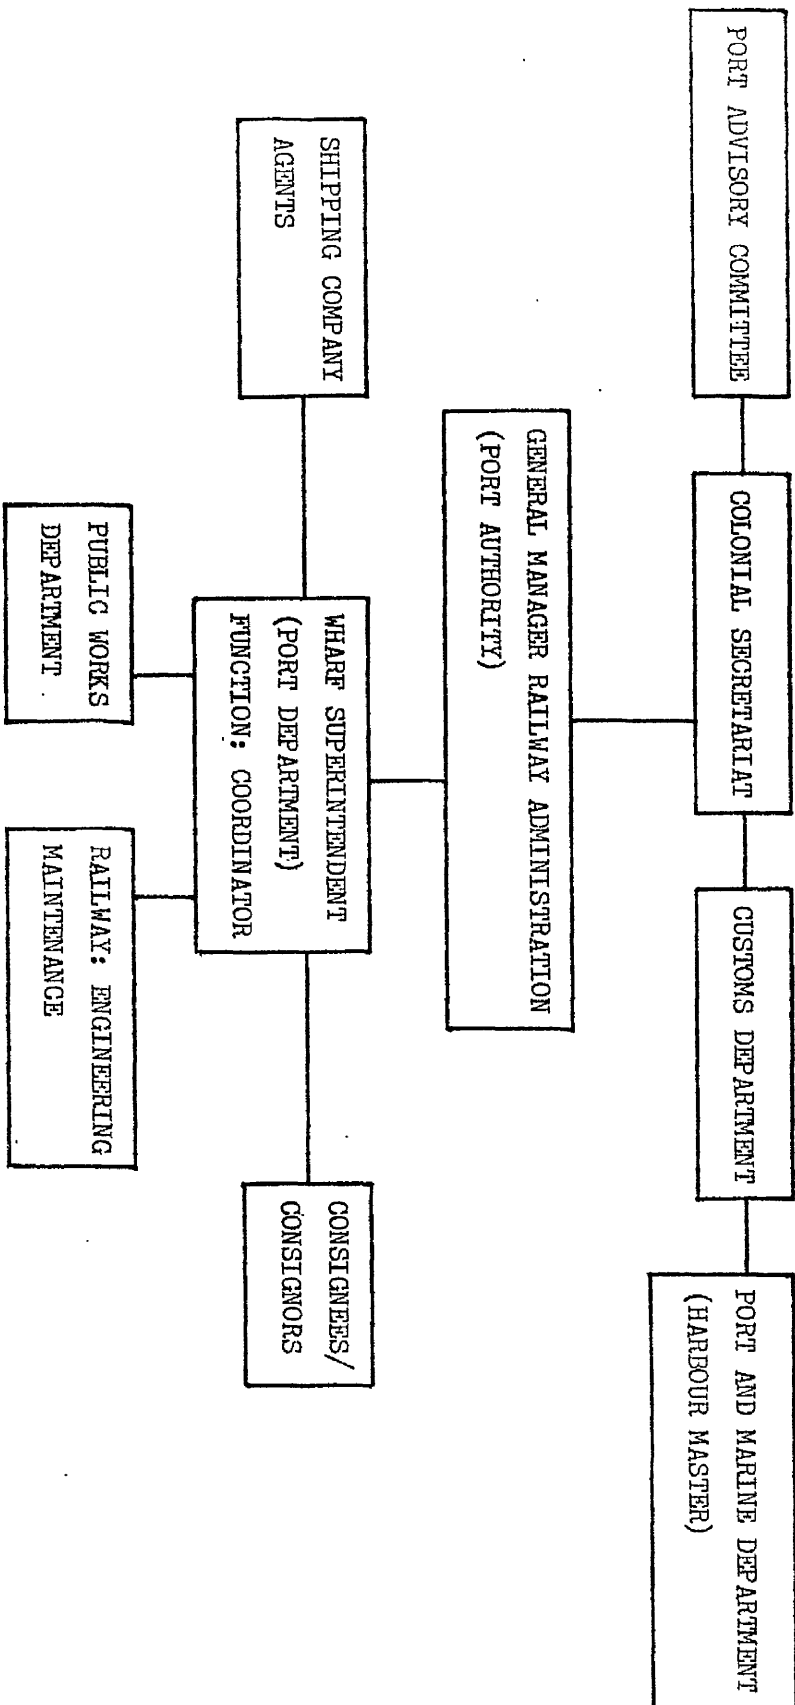 PORT ADVISORY COMMITTEE
COLONIAL SECRETARIAT
CUSTOMS DEPARTMENT
PORT AND MARINE DEPARTMENT
(HARBOUR MASTER)
GENERAL MANAGER RAILWAY ADMINISTRATION
(PORT AUTHORITY)
SHIPPING COMPANY
AGENTS
WHARF SUPERINTENDENT
(PORT DEPARTMENT)
FUNCTION: COORDINATOR
CONSIGNEES/
CONSIGNORS
PUBLIC WORKS
DEPARTMENT
RAILWAY: ENGINEERING
MAINTENANCE